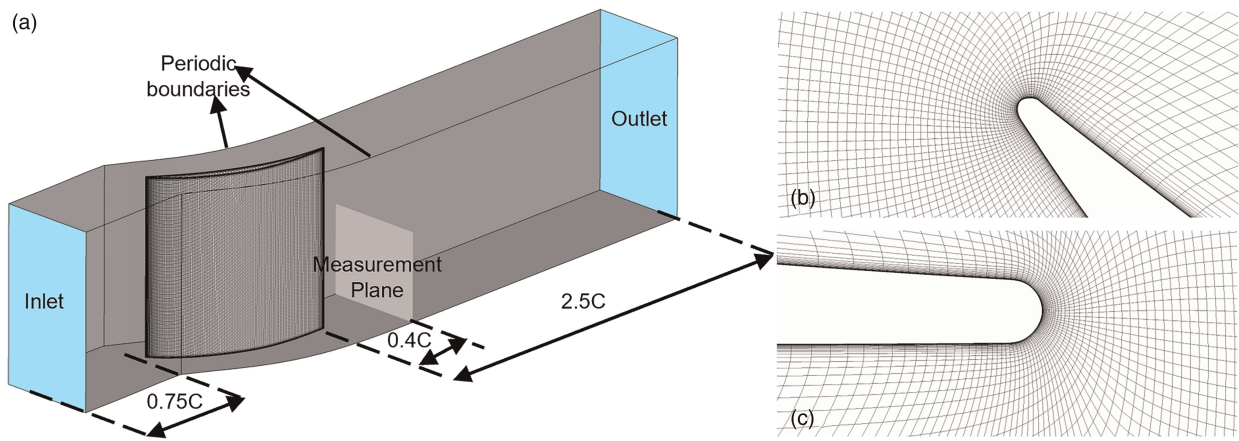 (a)
Periodic
boundaries
Outlet
Inlet
Measurement
Plane
2.5C
0.4C
0.75C
(b)
(c)